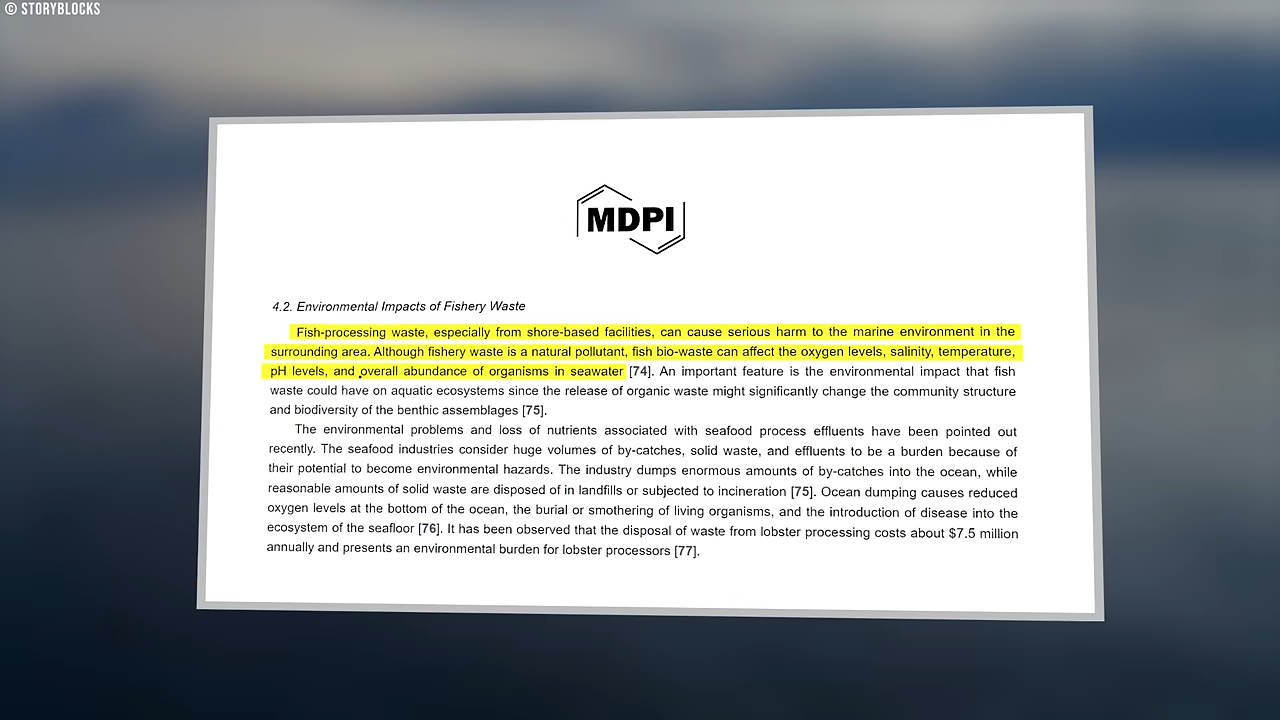 © STORYBLOCKS
MDPI
4.2. Environmental Impacts of Fishery Waste
Fish-processing waste, especially from shore-based facilities, can cause serious harm to the marine environment in the
surrounding area. Although fishery waste is a natural pollutant, fish bio-waste can affect the oxygen levels, salinity, temperature,
pH levels, and overall abundance of organisms in seawater [74]. An important feature is the environmental impact that fish
waste could have on aquatic ecosystems since the release of organic waste might significantly change the community structure
and biodiversity of the benthic assemblages [75].
The environmental problems and loss of nutrients associated with seafood process effluents have been pointed out
recently. The seafood industries consider huge volumes of by-catches, solid waste, and effluents to be a burden because of
their potential to become environmental hazards. The industry dumps enormous amounts of by-catches into the ocean, while
reasonable amounts of solid waste are disposed of in landfills or subjected to incineration [75]. Ocean dumping causes reduced
oxygen levels at the bottom of the ocean, the burial or smothering of living organisms, and the introduction of disease into the
ecosystem of the seafloor [76]. It has been observed that the disposal of waste from lobster processing costs about $7.5 million
annually and presents an environmental burden for lobster processors [77].